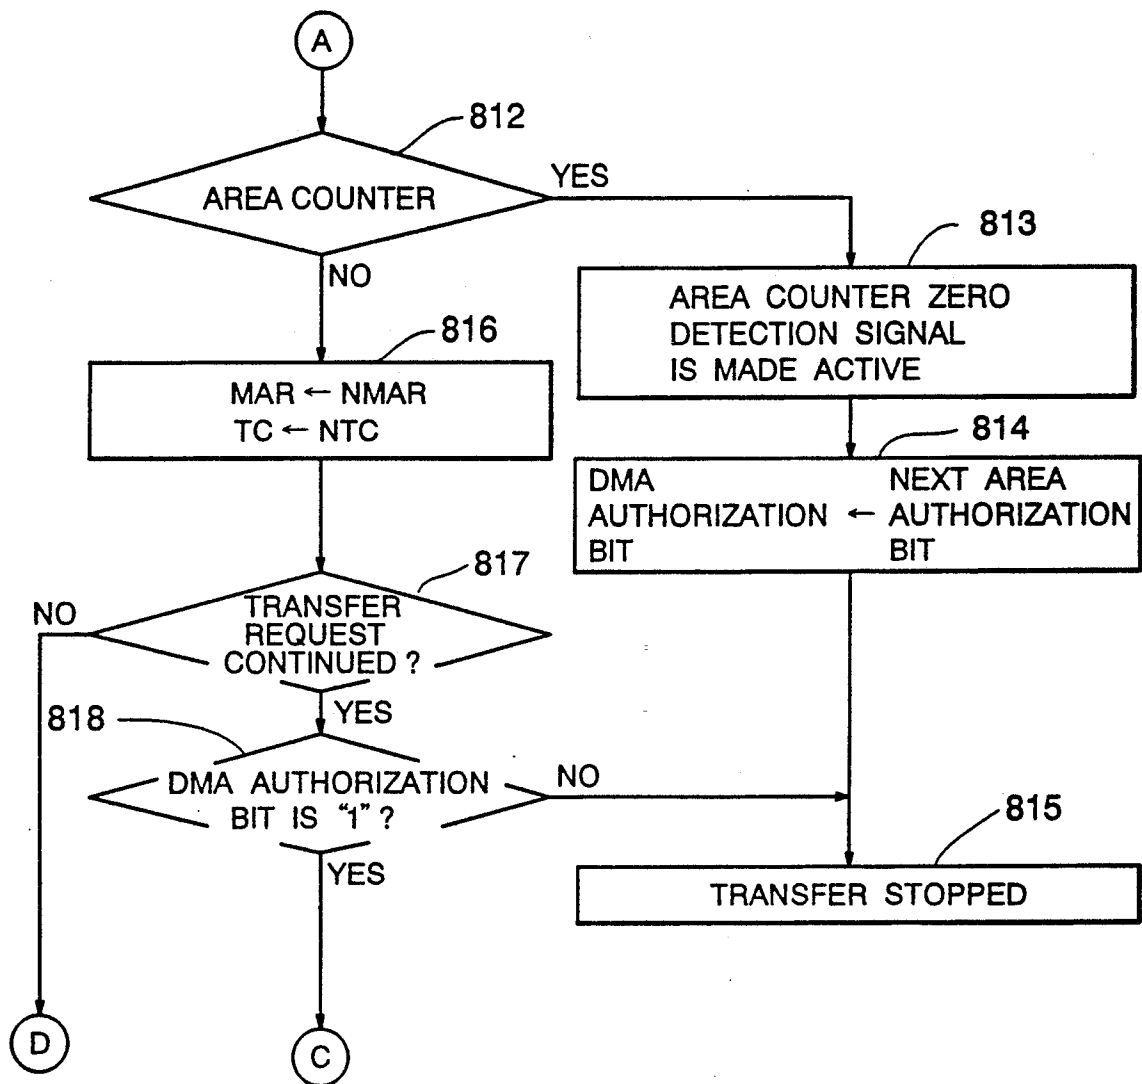 A
812
AREA COUNTER
YES
NO
813
AREA COUNTER ZERO
DETECTION SIGNAL
IS MADE ACTIVE
816
MAR ← NMAR
TC ← NTC
814
DMA
AUTHORIZATION
BIT
←
NEXT AREA
AUTHORIZATION
BIT
817
TRANSFER
REQUEST
CONTINUED ?
NO
YES
818
DMA AUTHORIZATION
BIT IS “1” ?
NO
YES
815
TRANSFER STOPPED
D
C